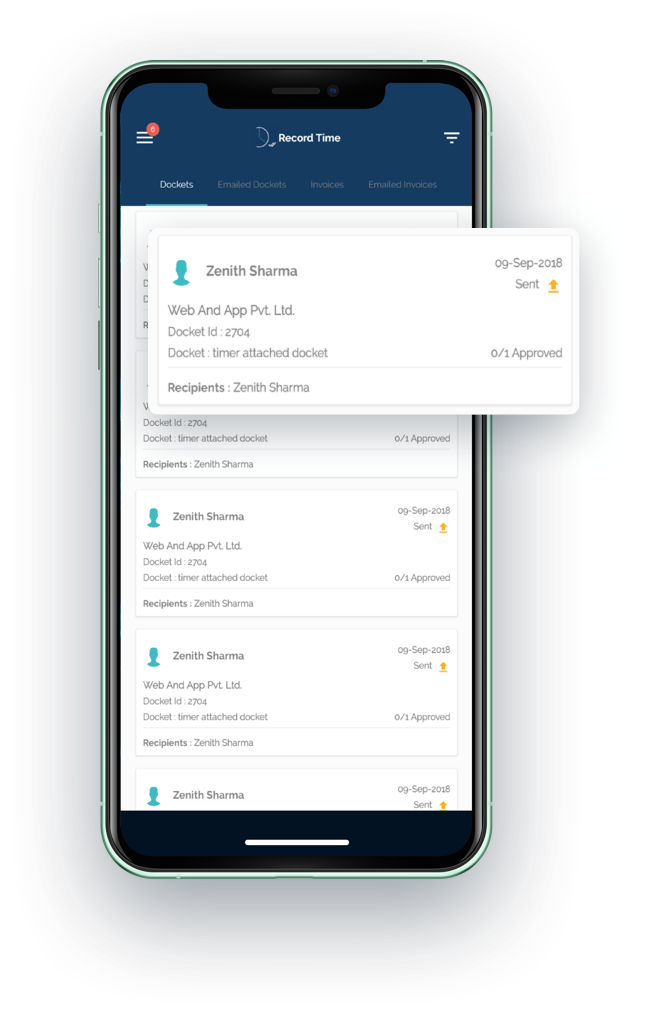 6
Record Time
Dockets Emailed Dockets Invoices Emailed Invoices
Zenith Sharma
09-Sep-2018
Sent
Web And App Pvt. Ltd.
Docket Id : 2704
Docket : timer attached docket 0/1 Approved
Recipients : Zenith Sharma
Docket Id : 2704
Docket : timer attached docket 0/1 Approved
Recipients : Zenith Sharma
Zenith Sharma
09-Sep-2018
Sent
Web And App Pvt. Ltd.
Docket Id : 2704
Docket : timer attached docket 0/1 Approved
Recipients : Zenith Sharma
Zenith Sharma
09-Sep-2018
Sent
Web And App Pvt. Ltd.
Docket Id : 2704
Docket : timer attached docket 0/1 Approved
Recipients : Zenith Sharma
Zenith Sharma
09-Sep-2018
Sent